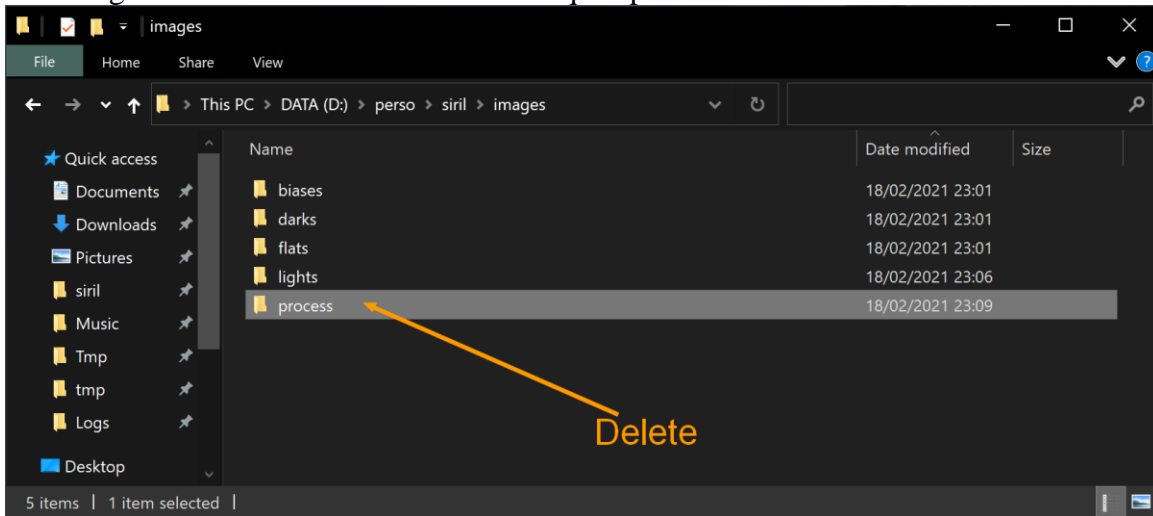 images
File Home Share View
This PC > DATA (D:) > perso > siril > images
Name Date modified Size
Quick access
Documents
Downloads
Pictures
siril
Music
Tmp
tmp
Logs
Desktop
biases 18/02/2021 23:01
darks 18/02/2021 23:01
flats 18/02/2021 23:01
lights 18/02/2021 23:06
process 18/02/2021 23:09
Delete
5 items | 1 item selected |